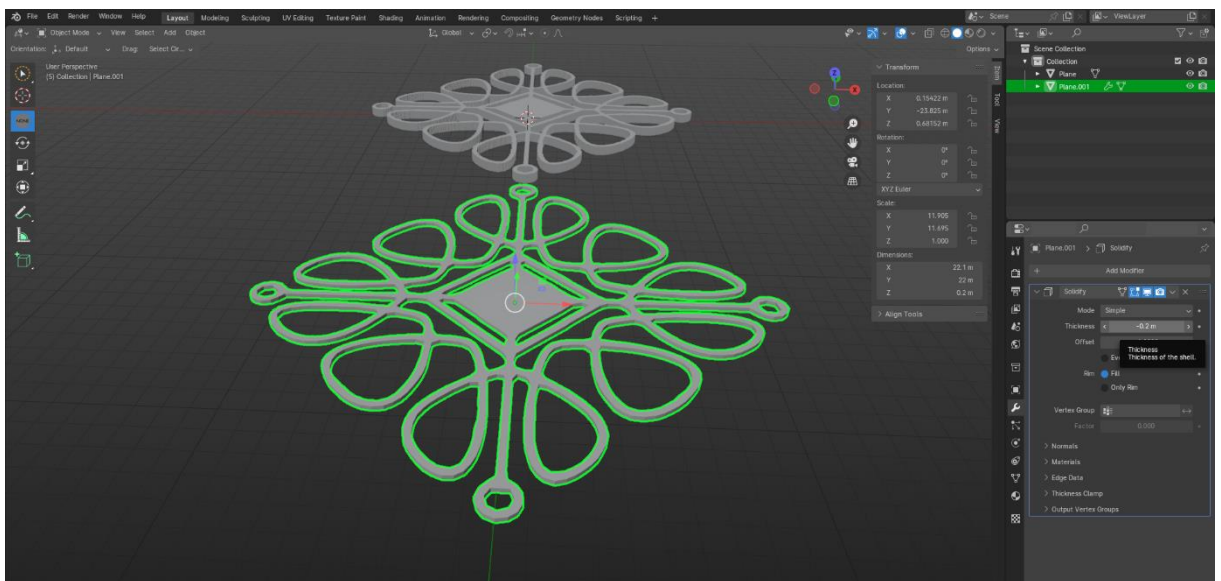 File Edit Render Window Help Layout Modeling Sculpting UV Editing Texture Paint Shading Animation Rendering Compositing Geometry Nodes Scripting + Scene ViewLayer
Object Mode View Select Add Object Global
Orientation: Default Drag: Select Options
User Perspective
(5) Collection | Plane.001
Transform
Location:
X 0.15422 m
Y -23.825 m
Z 0.68152 m
Rotation:
X 0°
Y 0°
Z 0°
XYZ Euler
Scale:
X 11.905
Y 11.695
Z 1.000
Dimensions:
X 22.1 m
Y 22 m
Z 0.2 m
Align Tools
Item
Tool
View
Z
X
Scene Collection
Collection
Plane
Plane.001
Plane.001 > Solidify
+ Add Modifier
Solidify
Mode Simple
Thickness -0.2 m
Offset
Thickness
Thickness of the shell.
Rim Fill
Only Rim
Vertex Group
Factor 0.000
Normals
Materials
Edge Data
Thickness Clamp
Output Vertex Groups